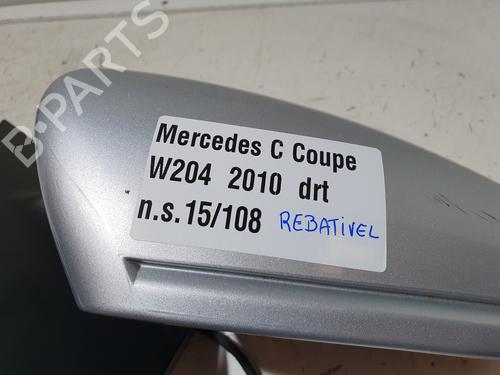 Mercedes C Coupe
W204 2010 drt
n.s.15/108 REBATIVEL
B-PARTS